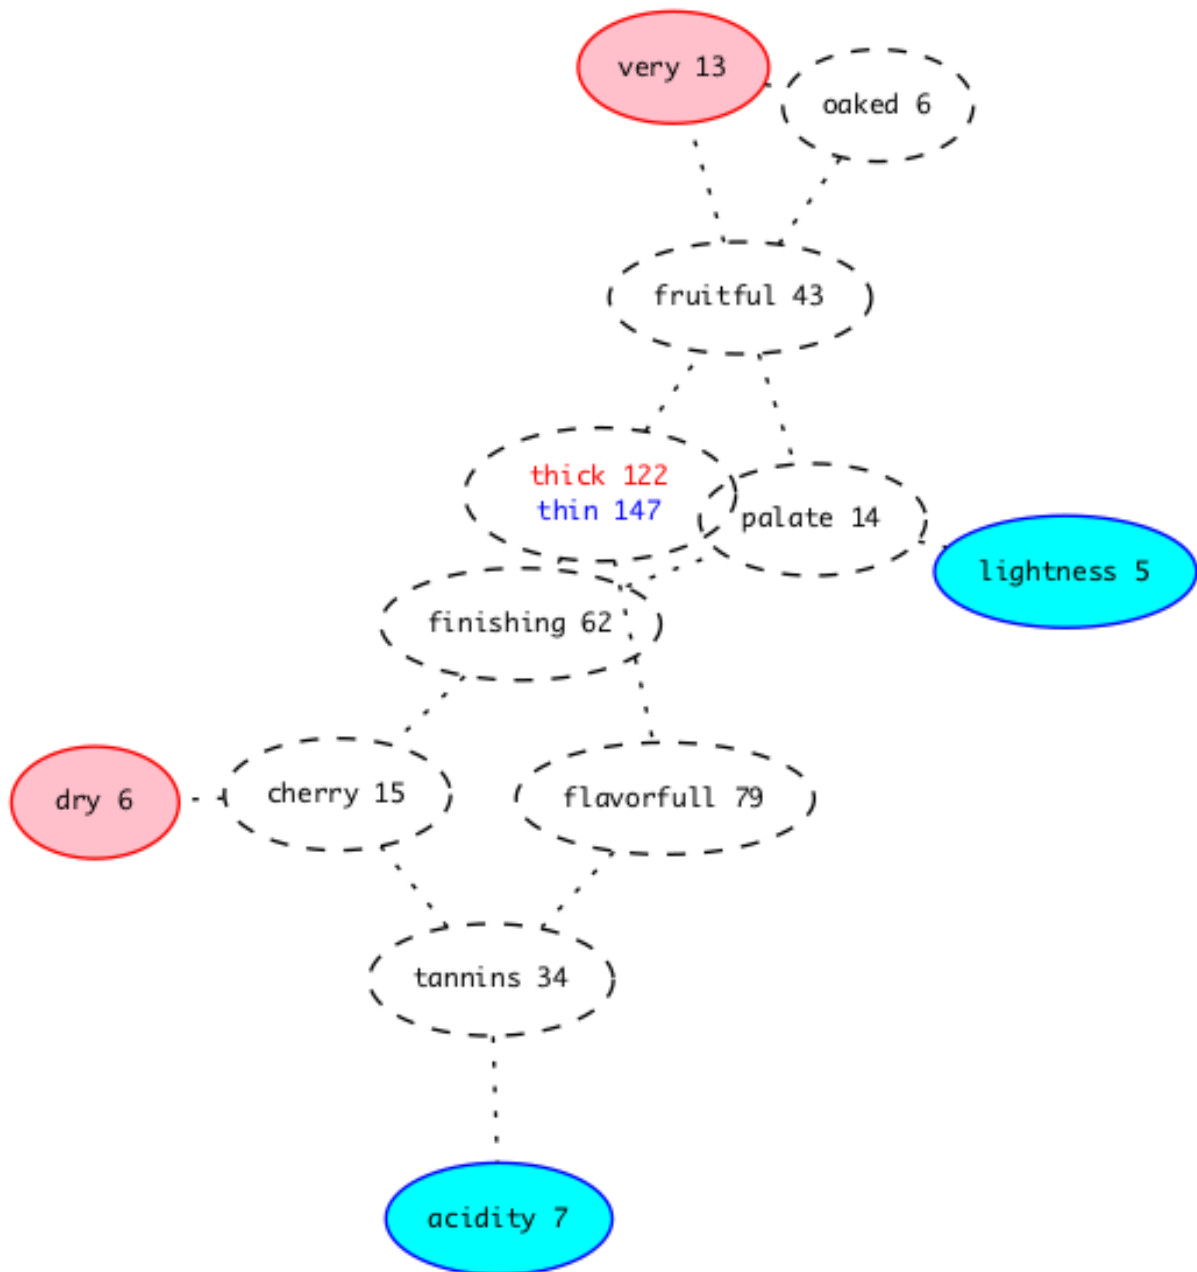 very 13
oaked 6
fruitful 43
thick 122
thin 147
palate 14
lightness 5
finishing 62
cherry 15
dry 6
flavorfull 79
tannins 34
acidity 7